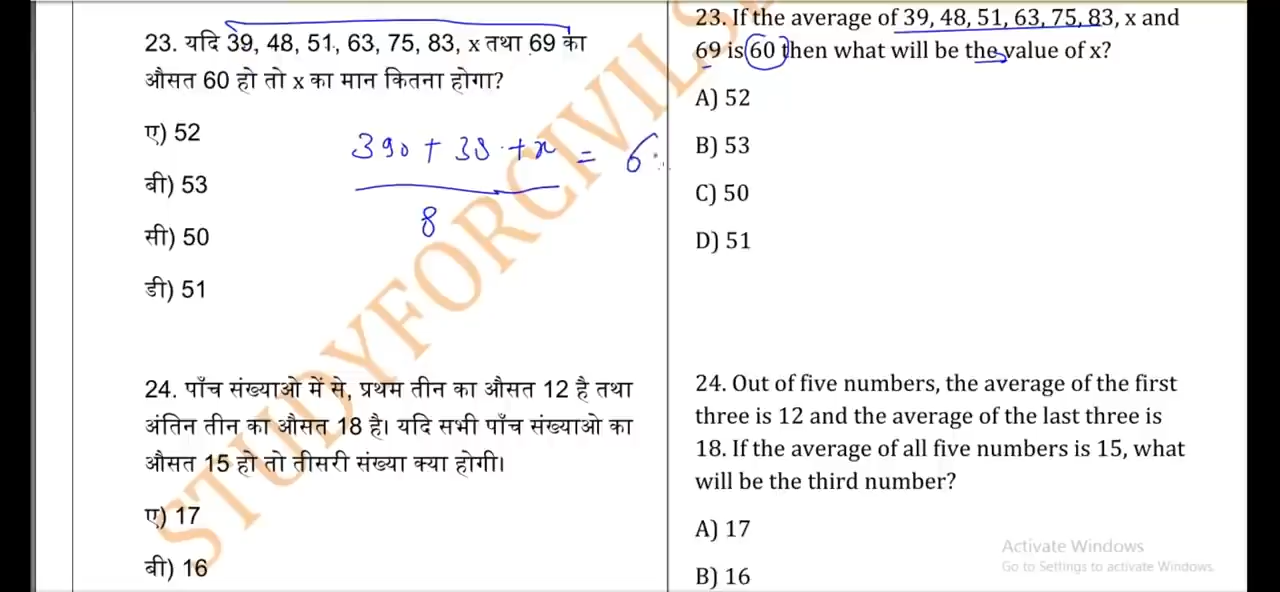 23. यदि 39, 48, 51, 63, 75, 83, x तथा 69 का
औसत 60 हो तो x का मान कितना होगा?
ए) 52
बी) 53
सी) 50
डी) 51
390 + 38 + x = 6
8
24. पाँच संख्याओ में से, प्रथम तीन का औसत 12 है तथा
अंतिन तीन का औसत 18 है। यदि सभी पाँच संख्याओ का
औसत 15 हो तो तीसरी संख्या क्या होगी।
ए) 17
बी) 16
23. If the average of 39, 48, 51, 63, 75, 83, x and
69 is 60 then what will be the value of x?
A) 52
B) 53
C) 50
D) 51
24. Out of five numbers, the average of the first
three is 12 and the average of the last three is
18. If the average of all five numbers is 15, what
will be the third number?
A) 17
B) 16
STUDYFORCIVILS
Activate Windows
Go to Settings to activate Windows.